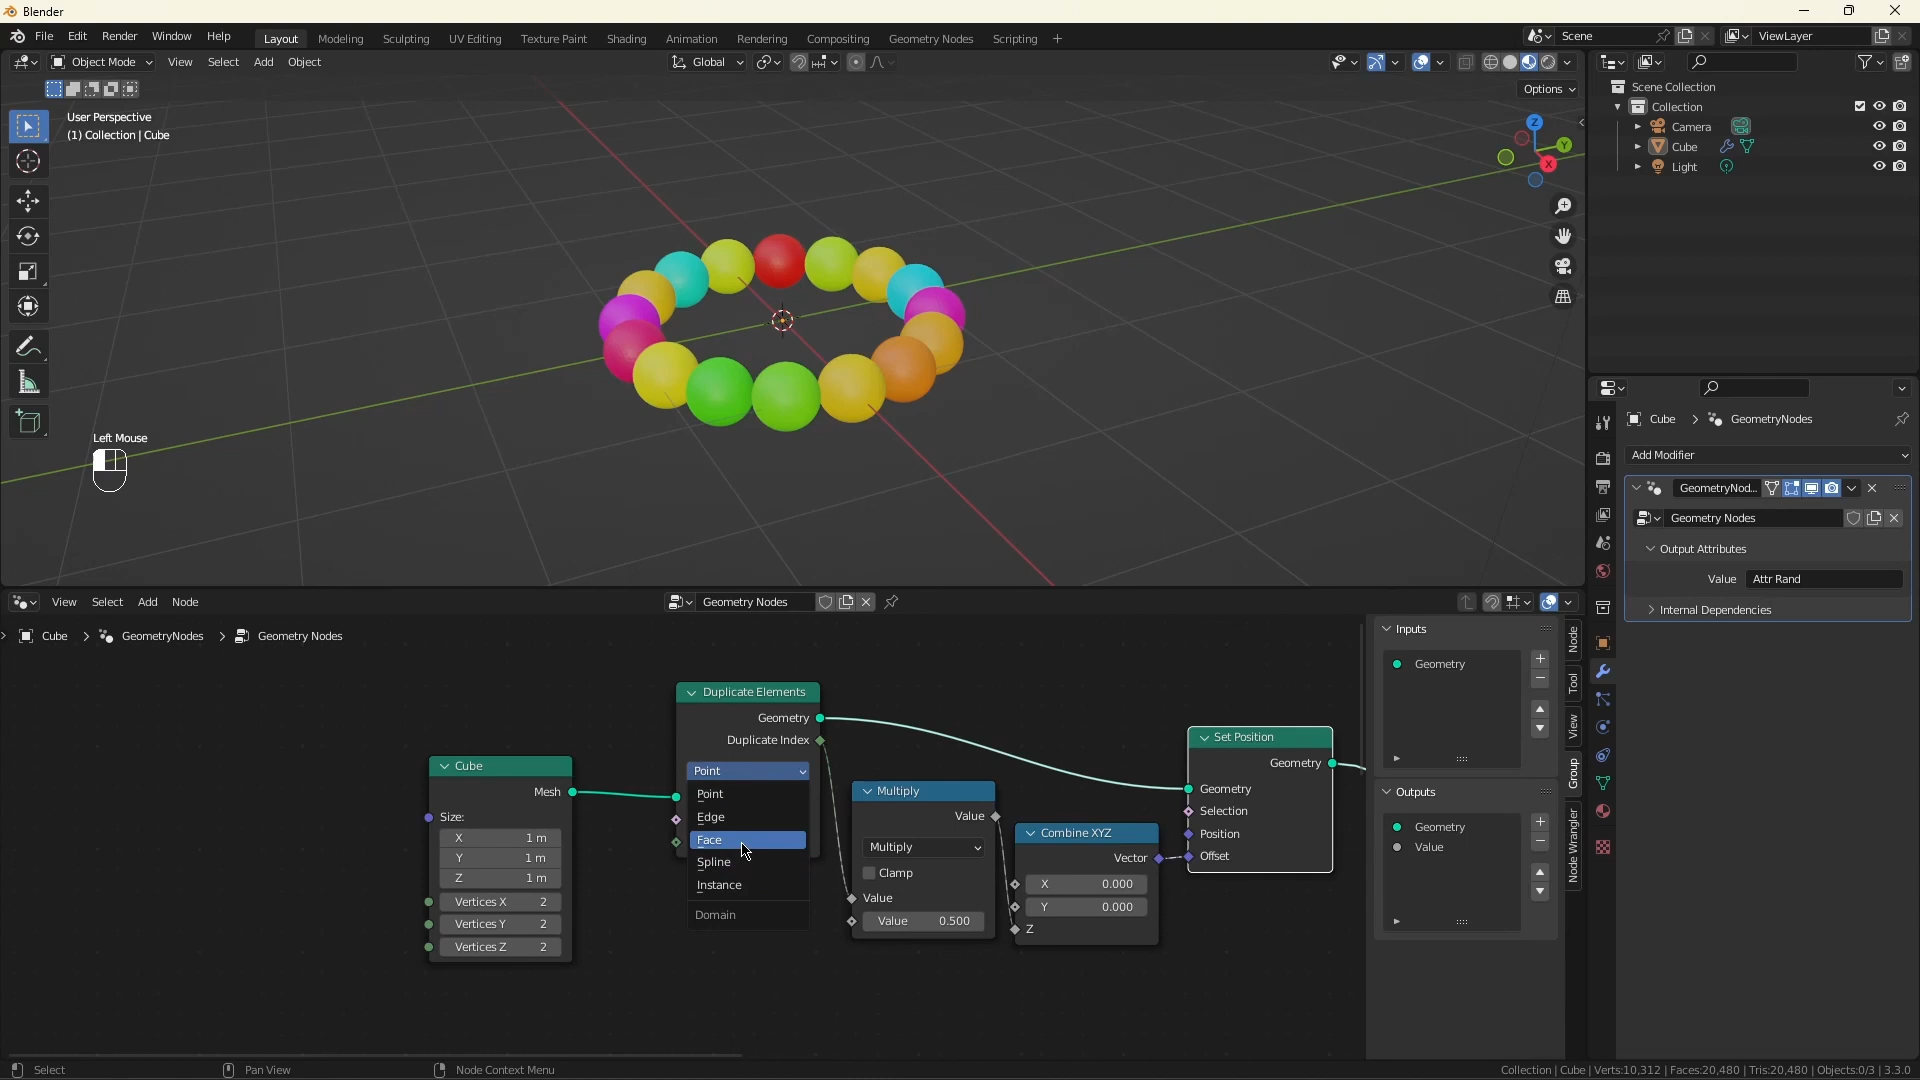 Blender
File Edit Render Window Help
Layout Modeling Sculpting UV Editing Texture Paint Shading Animation Rendering Compositing Geometry Nodes Scripting +
Scene
ViewLayer
Object Mode View Select Add Object
Global
Options
User Perspective
(1) Collection | Cube
Z
Y
X
Left Mouse
Scene Collection
Collection
Camera
Cube
Light
Cube > GeometryNodes
Add Modifier
GeometryNod...
Geometry Nodes
Output Attributes
Value Attr Rand
Internal Dependencies
View Select Add Node
Geometry Nodes
Cube > GeometryNodes > Geometry Nodes
Cube
Mesh
Size:
X 1 m
Y 1 m
Z 1 m
Vertices X 2
Vertices Y 2
Vertices Z 2
Duplicate Elements
Geometry
Duplicate Index
Point
Point
Edge
Face
Spline
Instance
Domain
Multiply
Value
Multiply
Clamp
Value
Value 0.500
Combine XYZ
Vector
X 0.000
Y 0.000
Z
Set Position
Geometry
Geometry
Selection
Position
Offset
Inputs
Geometry
Outputs
Geometry
Value
Node
Tool
View
Group
Node Wrangler
Select
Pan View
Node Context Menu
Collection | Cube | Verts:10,312 | Faces:20,480 | Tris:20,480 | Objects:0/3 | 3.3.0